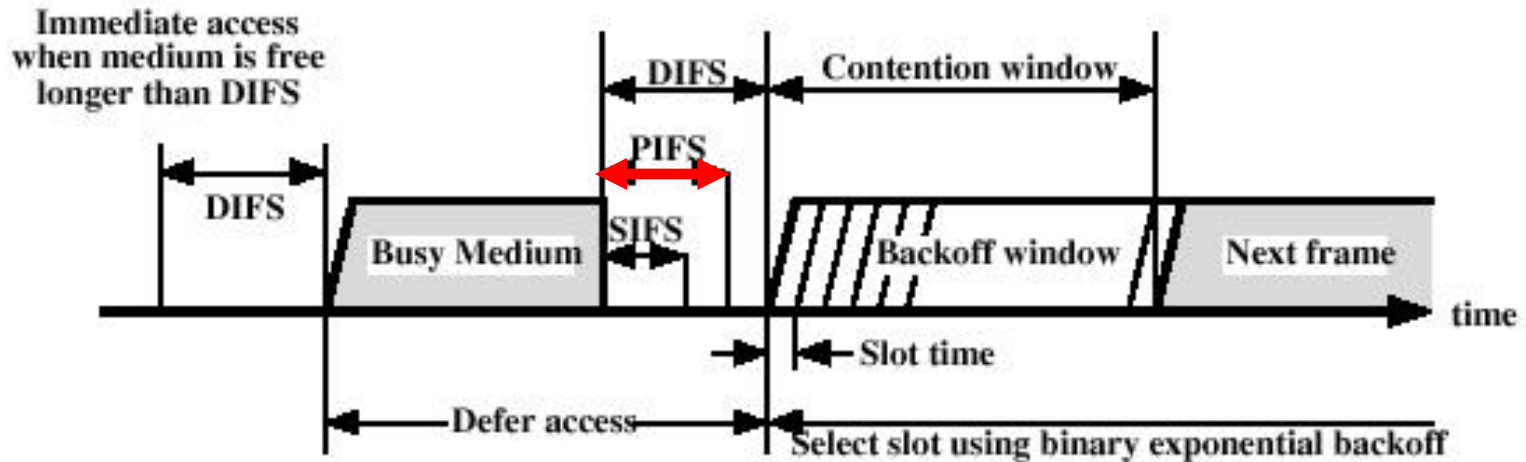 Immediate access
when medium is free
longer than DIFS
DIFS
Contention window
PIFS
DIFS
SIFS
Busy Medium
Backoff window
Next frame
time
Slot time
Defer access
Select slot using binary exponential backoff